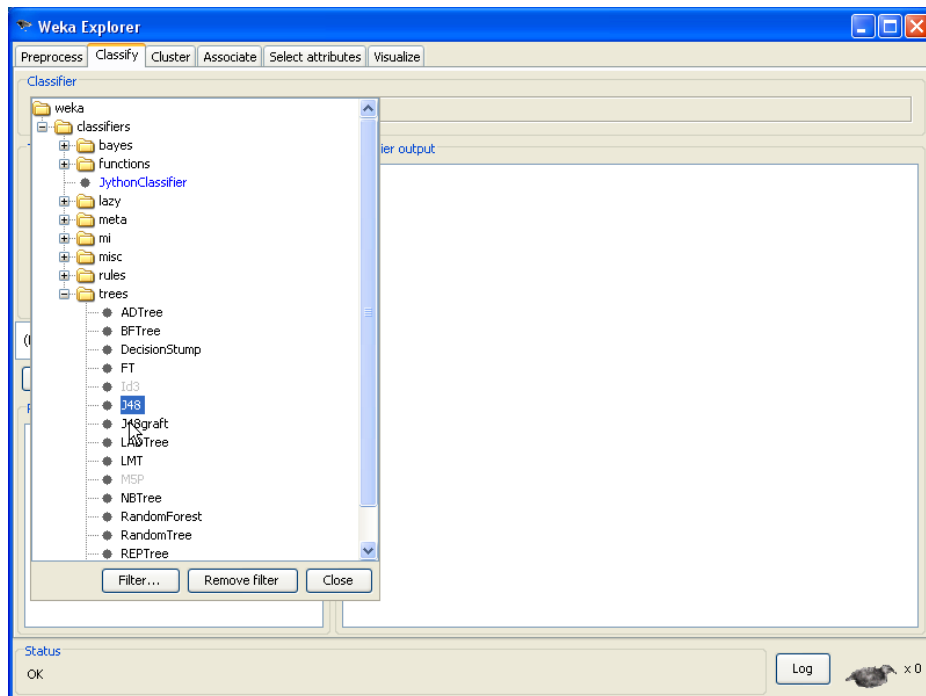 Weka Explorer
Preprocess Classify Cluster Associate Select attributes Visualize
Classifier
weka
classifiers
bayes
ier output
functions
JythonClassifier
lazy
meta
mi
misc
rules
trees
ADTree
BFTree
DecisionStump
FT
Id3
J48
J48graft
LADTree
LMT
M5P
NBTree
RandomForest
RandomTree
REPTree
Filter... Remove filter Close
Status
OK
Log x 0